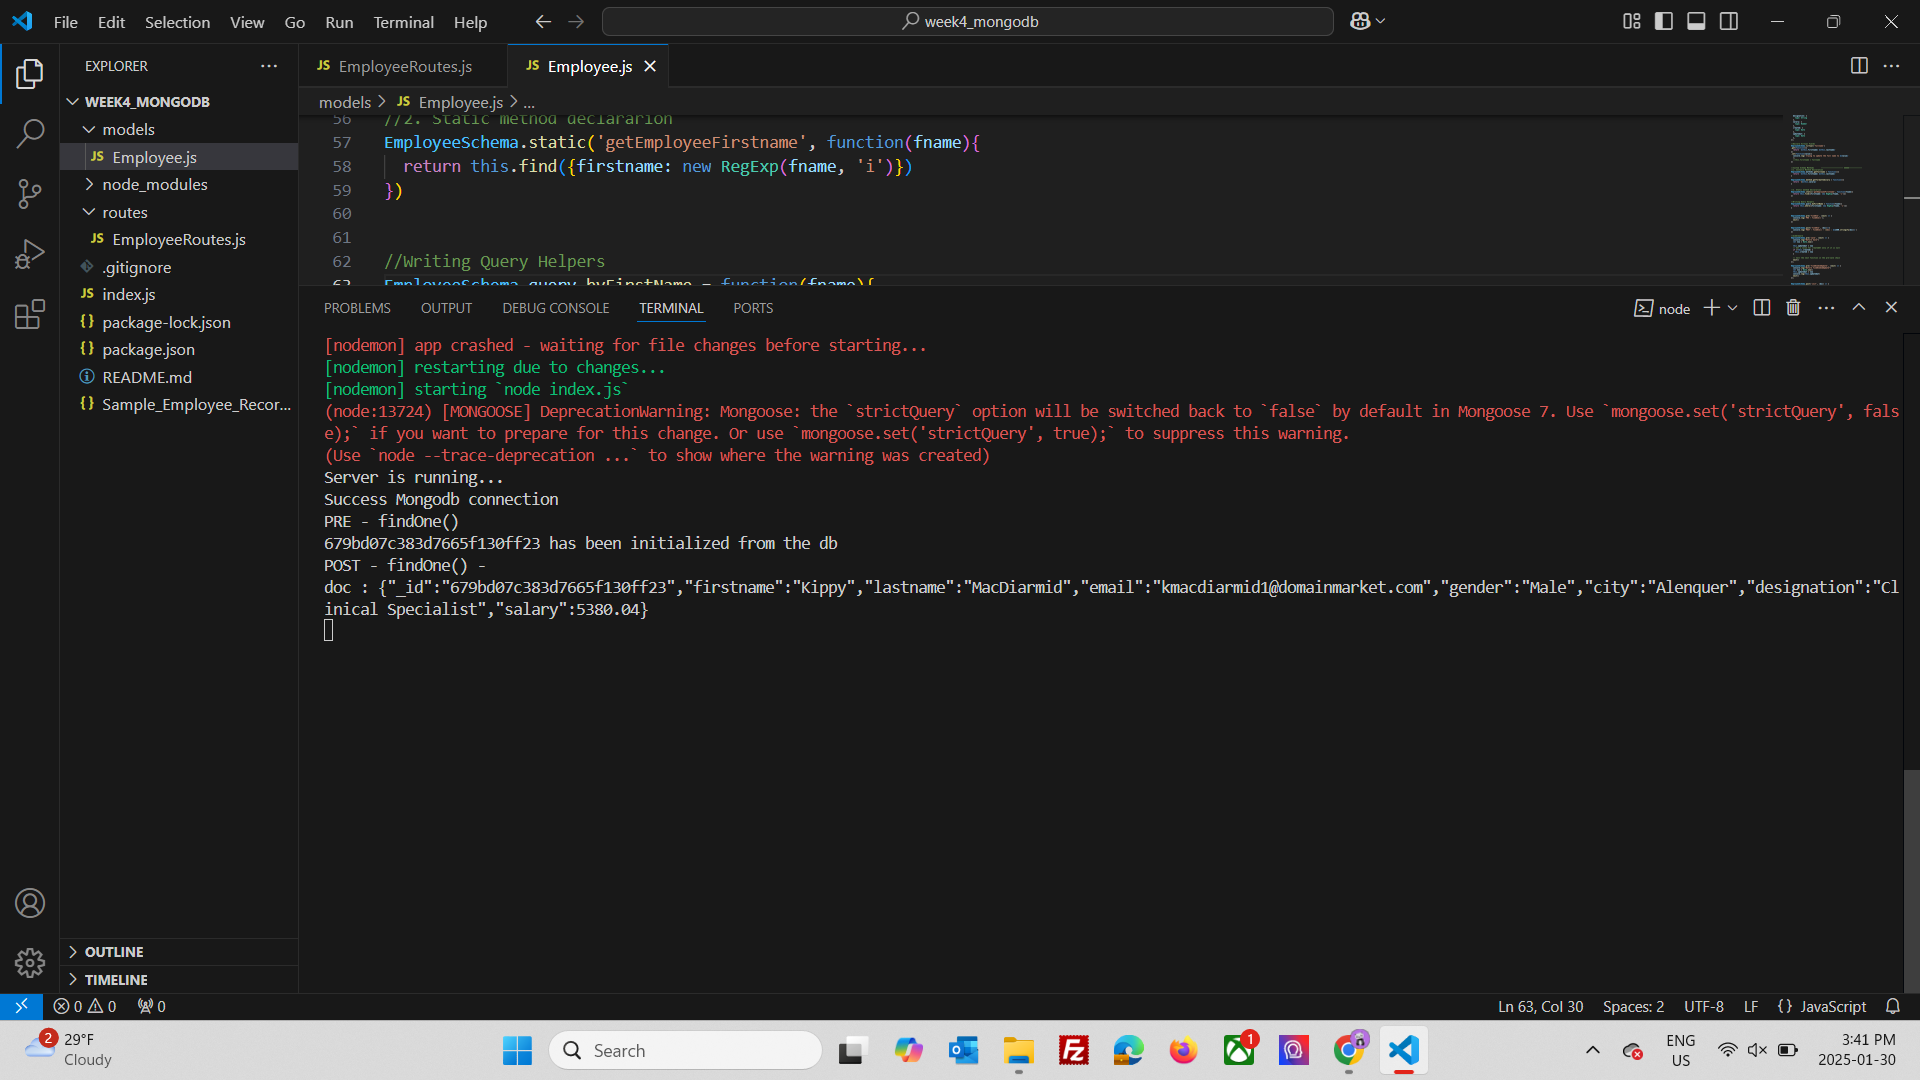 File Edit Selection View Go Run Terminal Help
week4_mongodb
EXPLORER
WEEK4_MONGODB
models
JS Employee.js
node_modules
routes
JS EmployeeRoutes.js
.gitignore
JS index.js
{} package-lock.json
{} package.json
README.md
{} Sample_Employee_Recor...
OUTLINE
TIMELINE
JS EmployeeRoutes.js
JS Employee.js
models > JS Employee.js > ...
56 //2. Static method declararion
57 EmployeeSchema.static('getEmployeeFirstname', function(fname){
58 return this.find({firstname: new RegExp(fname, 'i')})
59 })
60
61
62 //Writing Query Helpers
63 EmployeeSchema.query.byFirstName = function(fname){
PROBLEMS OUTPUT DEBUG CONSOLE TERMINAL PORTS
node
[nodemon] app crashed - waiting for file changes before starting...
[nodemon] restarting due to changes...
[nodemon] starting `node index.js`
(node:13724) [MONGOOSE] DeprecationWarning: Mongoose: the `strictQuery` option will be switched back to `false` by default in Mongoose 7. Use `mongoose.set('strictQuery', fals
e);` if you want to prepare for this change. Or use `mongoose.set('strictQuery', true);` to suppress this warning.
(Use `node --trace-deprecation ...` to show where the warning was created)
Server is running...
Success Mongodb connection
PRE - findOne()
679bd07c383d7665f130ff23 has been initialized from the db
POST - findOne() -
doc : {"_id":"679bd07c383d7665f130ff23","firstname":"Kippy","lastname":"MacDiarmid","email":"kmacdiarmid1@domainmarket.com","gender":"Male","city":"Alenquer","designation":"Cl
inical Specialist","salary":5380.04}
0 0 0
Ln 63, Col 30 Spaces: 2 UTF-8 LF {} JavaScript
2
29°F
Cloudy
Search
1
ENG
US
3:41 PM
2025-01-30